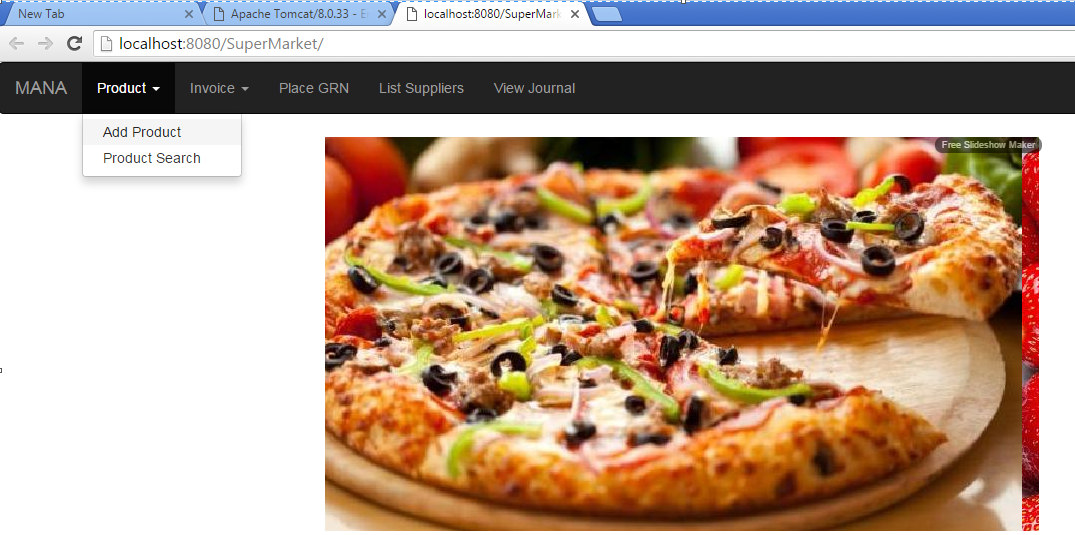 New Tab
Apache Tomcat/8.0.33 - Er
localhost:8080/SuperMark
localhost:8080/SuperMarket/
MANA Product Invoice Place GRN List Suppliers View Journal
Add Product
Product Search
Free Slideshow Maker